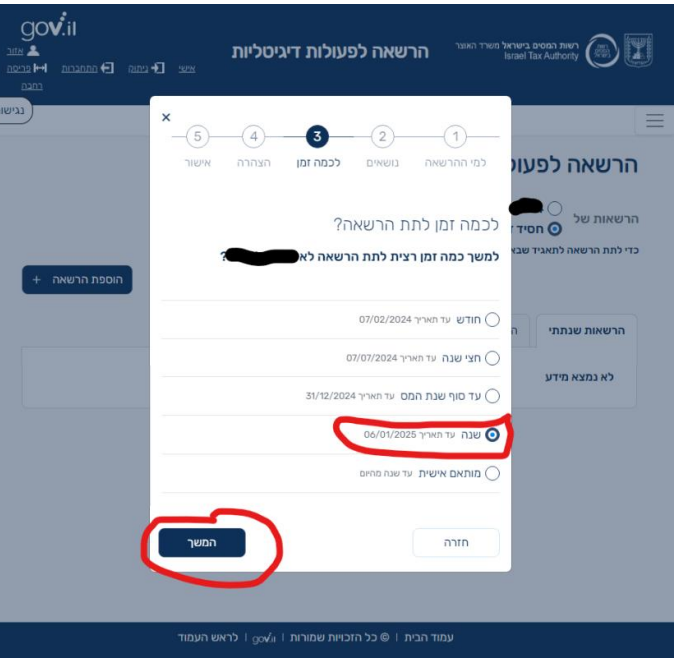 gov.il
אזור
אישי
ניתוק
התחברות
פריסה
רחבה
הרשאה לפעולות דיגיטליות
רשות המסים בישראל משרד האוצר
Israel Tax Authority
נגישו
הרשאה לפעו
הרשאות של
חסיד
כדי לתת הרשאה לתאגיד שבא
הוספת הרשאה +
הרשאות שנתתי
ה
לא נמצא מידע
×
1 2 3 4 5
למי ההרשאה נושאים לכמה זמן הצהרה אישור
לכמה זמן לתת הרשאה?
למשך כמה זמן רצית לתת הרשאה לא ?
חודש עד תאריך 07/02/2024
חצי שנה עד תאריך 07/07/2024
עד סוף שנת המס עד תאריך 31/12/2024
שנה עד תאריך 06/01/2025
מותאם אישית עד שנה מהיום
חזרה
המשך
עמוד הבית | © כל הזכויות שמורות | gov.il | לראש העמוד